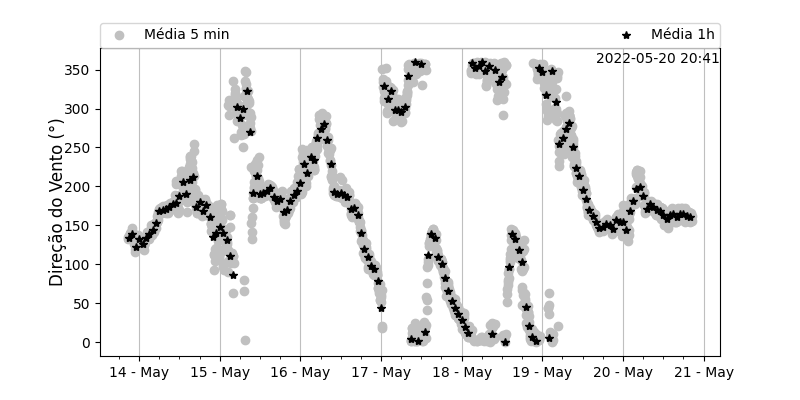 Média 5 min
Média 1h
2022-05-20 20:41
Direção do Vento (°)
350
300
250
200
150
100
50
0
14 - May
15 - May
16 - May
17 - May
18 - May
19 - May
20 - May
21 - May